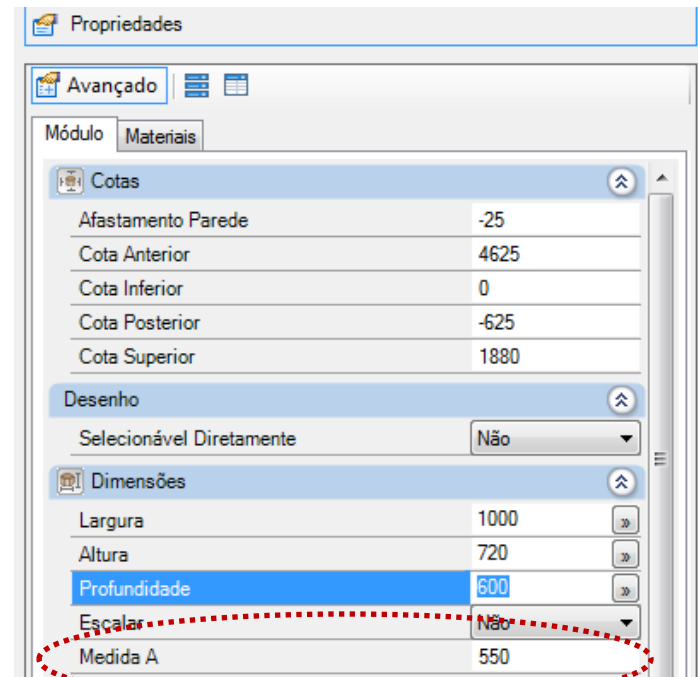 Propriedades
Avançado
Módulo Materiais
Cotas
Afastamento Parede -25
Cota Anterior 4625
Cota Inferior 0
Cota Posterior -625
Cota Superior 1880
Desenho
Selecionável Diretamente Não
Dimensões
Largura 1000 »
Altura 720 »
Profundidade 600 »
Escalar Não
Medida A 550